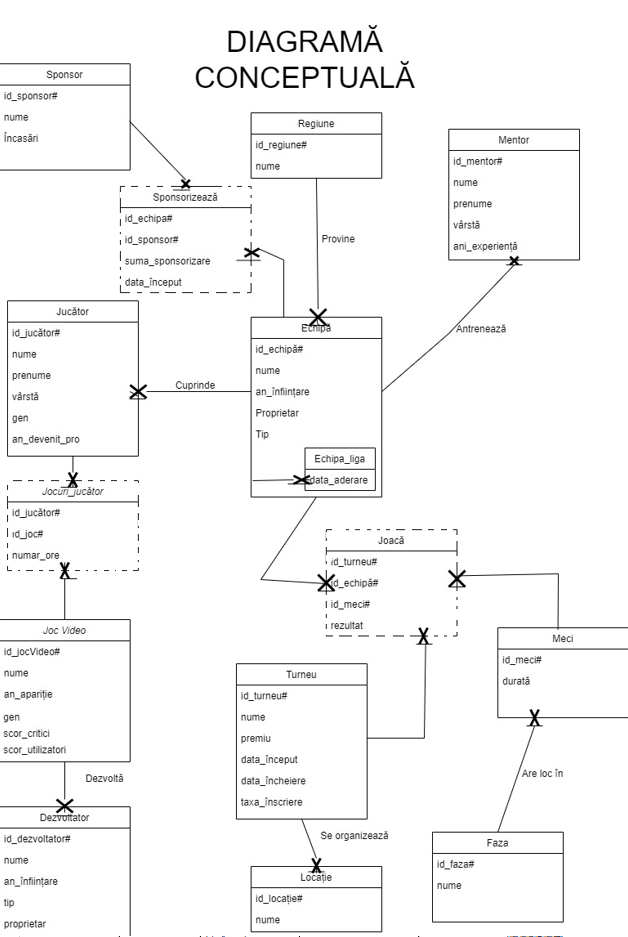 DIAGRAMĂ
CONCEPTUALĂ
Sponsor
id_sponsor#
nume
Încasări
Regiune
id_regiune#
nume
Mentor
id_mentor#
nume
prenume
vârstă
ani_experiență
Sponsorizează
id_echipa#
id_sponsor#
suma_sponsorizare
data_început
Provine
Antrenează
Jucător
id_jucător#
nume
prenume
vârstă
gen
an_devenit_pro
Cuprinde
Echipă
id_echipă#
nume
an_înființare
Proprietar
Tip
Echipa_liga
data_aderare
Jocuri_jucător
id_jucător#
id_joc#
numar_ore
Joacă
id_turneu#
id_echipă#
id_meci#
rezultat
Joc Video
id_jocVideo#
nume
an_apariție
gen
scor_critici
scor_utilizatori
Meci
id_meci#
durată
Turneu
id_turneu#
nume
premiu
data_început
data_încheiere
taxa_înscriere
Dezvoltă
Are loc în
Dezvoltator
id_dezvoltator#
nume
an_înființare
tip
proprietar
Se organizează
Locație
id_locație#
nume
Faza
id_faza#
nume